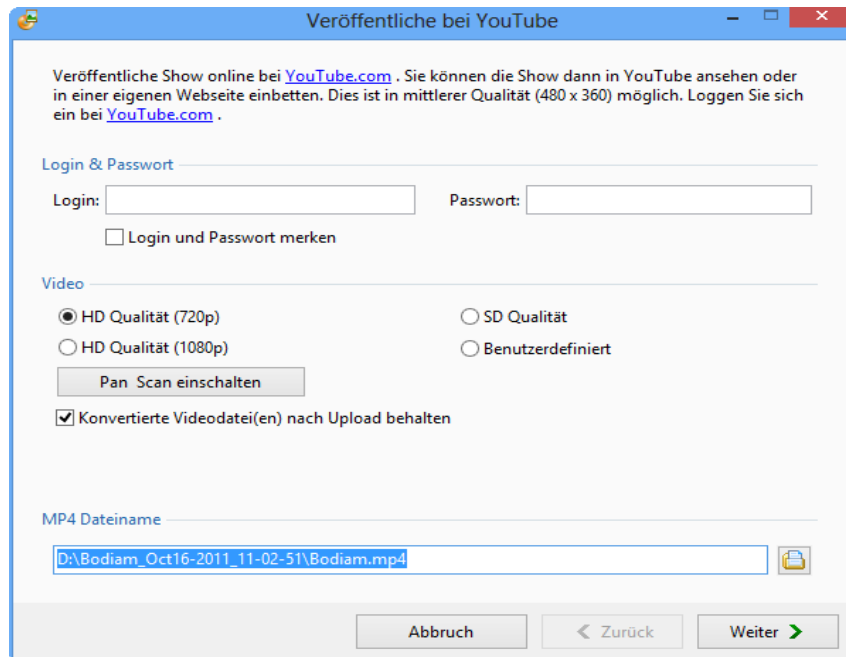 Veröffentliche bei YouTube
Veröffentliche Show online bei YouTube.com . Sie können die Show dann in YouTube ansehen oder
in einer eigenen Webseite einbetten. Dies ist in mittlerer Qualität (480 x 360) möglich. Loggen Sie sich
ein bei YouTube.com .
Login & Passwort
Login: Passwort:
Login und Passwort merken
Video
HD Qualität (720p) SD Qualität
HD Qualität (1080p) Benutzerdefiniert
Pan Scan einschalten
Konvertierte Videodatei(en) nach Upload behalten
MP4 Dateiname
D:\Bodiam_Oct16-2011_11-02-51\Bodiam.mp4
Abbruch Zurück Weiter